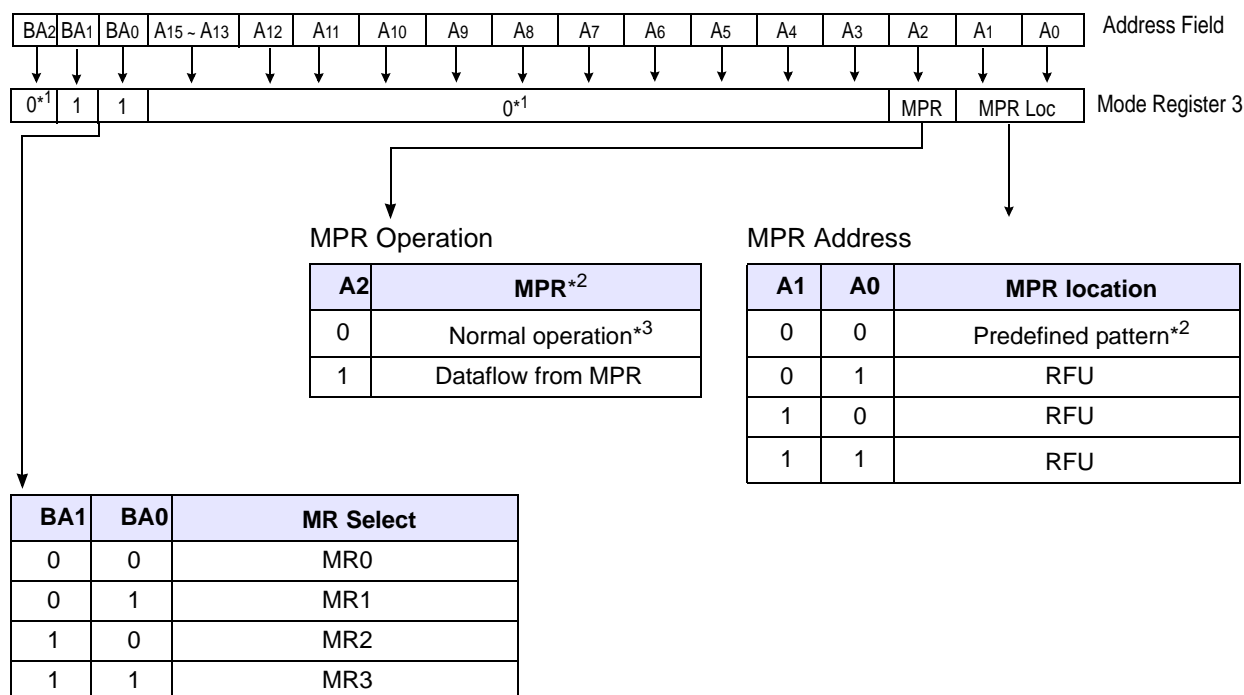 BA2 BA1 BA0 A15 ~ A13 A12 A11 A10 A9 A8 A7 A6 A5 A4 A3 A2 A1 A0 Address Field
0*1 1 1 0*1 MPR MPR Loc Mode Register 3
MPR Operation
A2 MPR*2
0 Normal operation*3
1 Dataflow from MPR
MPR Address
A1 A0 MPR location
0 0 Predefined pattern*2
0 1 RFU
1 0 RFU
1 1 RFU
BA1 BA0 MR Select
0 0 MR0
0 1 MR1
1 0 MR2
1 1 MR3